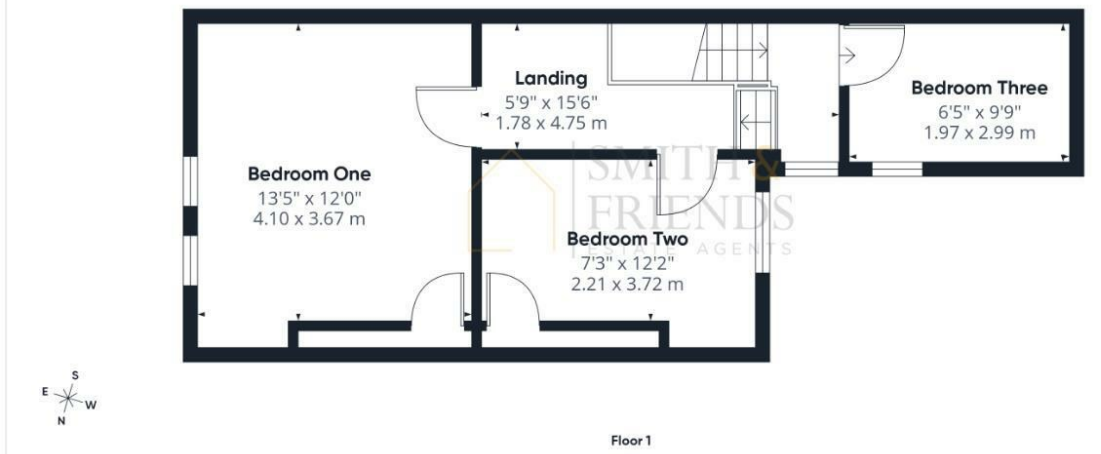 Landing
5'9" x 15'6"
1.78 x 4.75 m
Bedroom Three
6'5" x 9'9"
1.97 x 2.99 m
Bedroom One
13'5" x 12'0"
4.10 x 3.67 m
SMITH &
FRIENDS
ESTATE AGENTS
Bedroom Two
7'3" x 12'2"
2.21 x 3.72 m
S
E
W
N
Floor 1